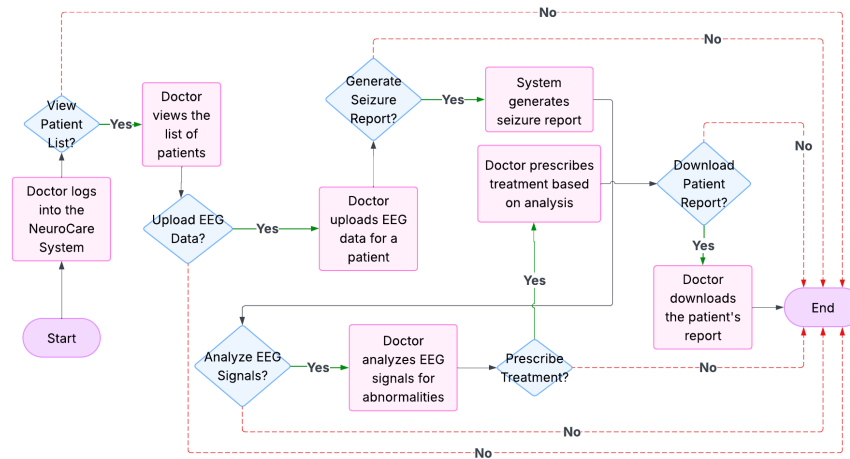 No
No
View
Patient
List?
Yes
Doctor
views the
list of
patients
Generate
Seizure
Report?
Yes
System
generates
seizure report
Doctor logs
into the
NeuroCare
System
Upload EEG
Data?
Yes
Doctor
uploads EEG
data for a
patient
Doctor prescribes
treatment based
on analysis
Download
Patient
Report?
No
Yes
Doctor
downloads
the patient's
report
End
Start
Analyze EEG
Signals?
Yes
Doctor
analyzes EEG
signals for
abnormalities
Yes
Prescribe
Treatment?
No
No
No